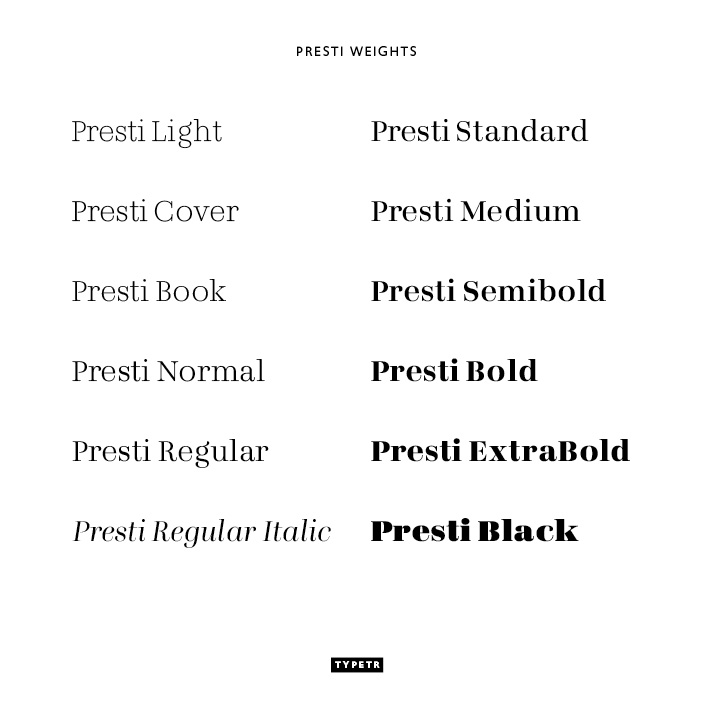 PRESTI WEIGHTS
Presti Light
Presti Cover
Presti Book
Presti Normal
Presti Regular
Presti Regular Italic
Presti Standard
Presti Medium
Presti Semibold
Presti Bold
Presti ExtraBold
Presti Black
TYPETR